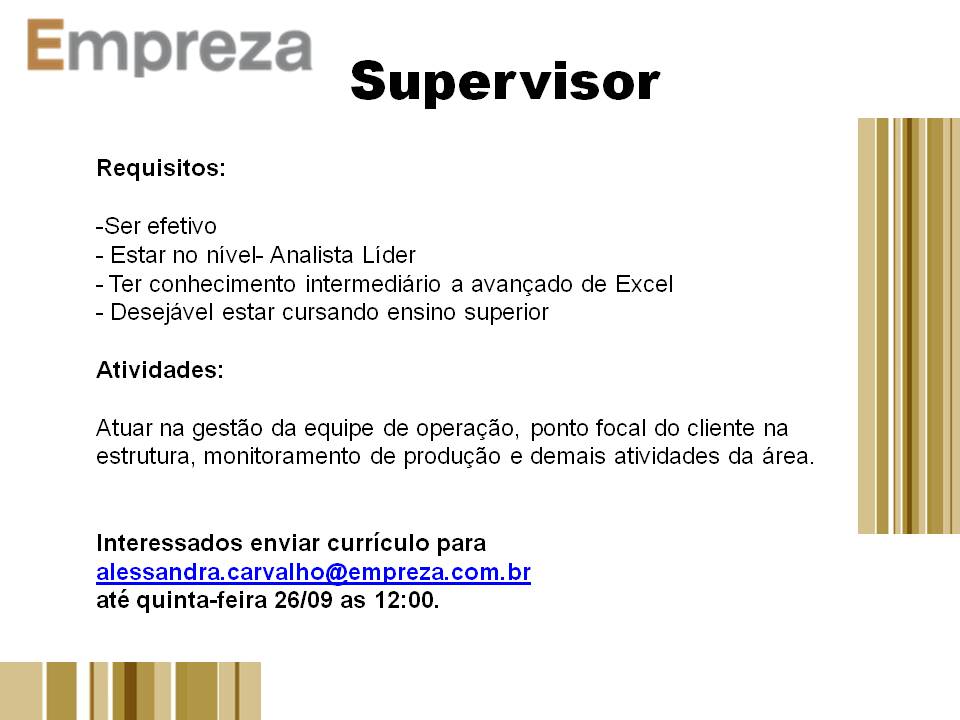 Empreza
Supervisor
Requisitos:
-Ser efetivo
- Estar no nível- Analista Líder
- Ter conhecimento intermediário a avançado de Excel
- Desejável estar cursando ensino superior
Atividades:
Atuar na gestão da equipe de operação, ponto focal do cliente na
estrutura, monitoramento de produção e demais atividades da área.
Interessados enviar currículo para
alessandra.carvalho@empreza.com.br
até quinta-feira 26/09 as 12:00.